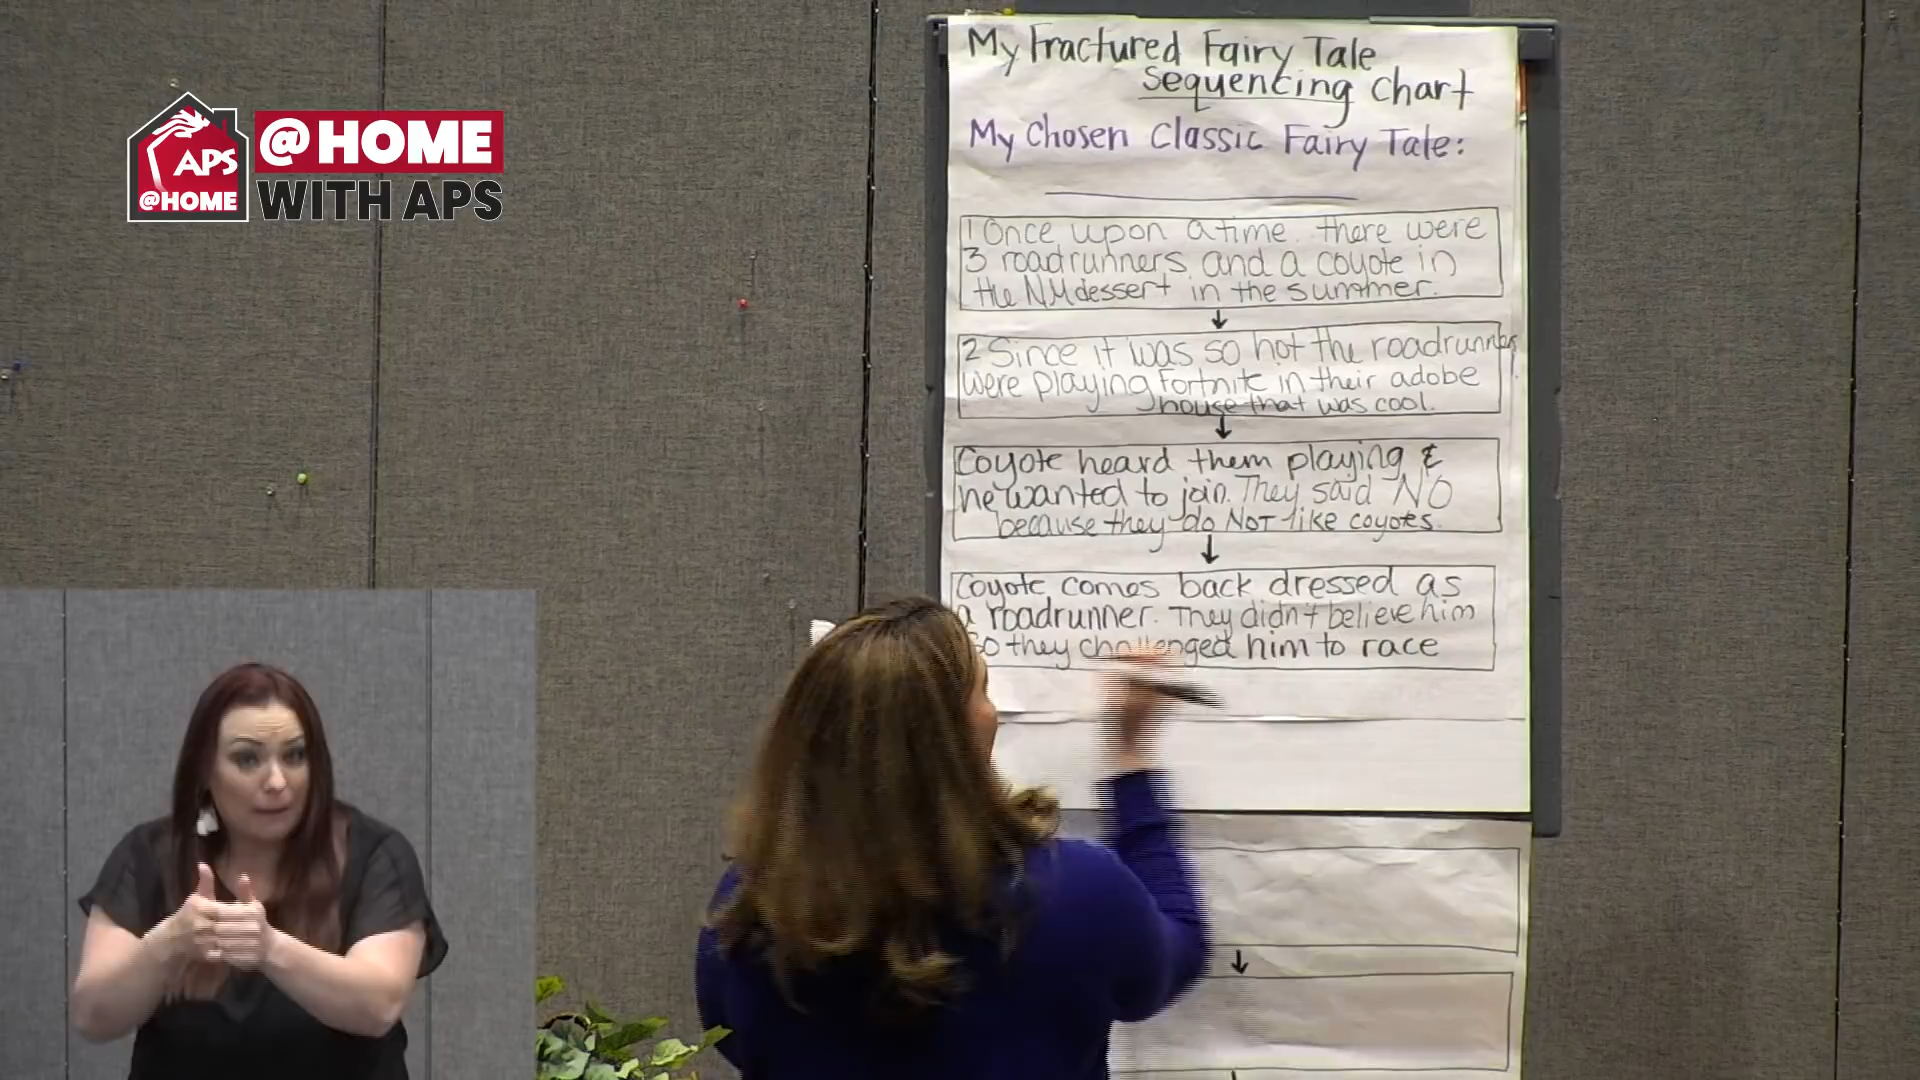 APS
@HOME
@HOME
WITH APS
My Fractured Fairy Tale
Sequencing Chart
My Chosen Classic Fairy Tale:
1 Once upon a time there were
3 roadrunners and a coyote in
the NM dessert in the summer.
2 Since it was so hot the roadrunners
were playing Fortnite in their adobe
house that was cool.
Coyote heard them playing &
he wanted to join. They said NO
because they do NOT like coyotes.
Coyote comes back dressed as
a roadrunner. They didn't believe him
so they challenged him to race